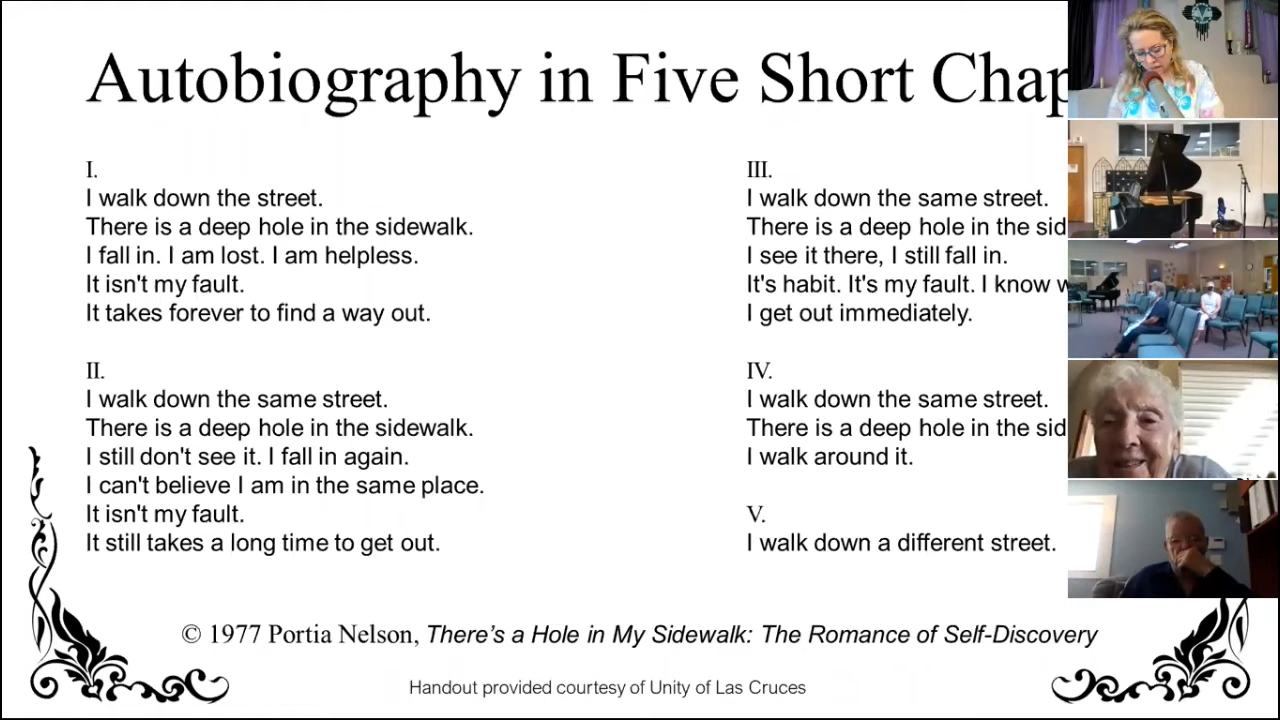 Autobiography in Five Short Chap
I.
I walk down the street.
There is a deep hole in the sidewalk.
I fall in. I am lost. I am helpless.
It isn't my fault.
It takes forever to find a way out.
II.
I walk down the same street.
There is a deep hole in the sidewalk.
I still don't see it. I fall in again.
I can't believe I am in the same place.
It isn't my fault.
It still takes a long time to get out.
III.
I walk down the same street.
There is a deep hole in the sid
I see it there, I still fall in.
It's habit. It's my fault. I know w
I get out immediately.
IV.
I walk down the same street.
There is a deep hole in the sid
I walk around it.
V.
I walk down a different street.
© 1977 Portia Nelson, There’s a Hole in My Sidewalk: The Romance of Self-Discovery
Handout provided courtesy of Unity of Las Cruces